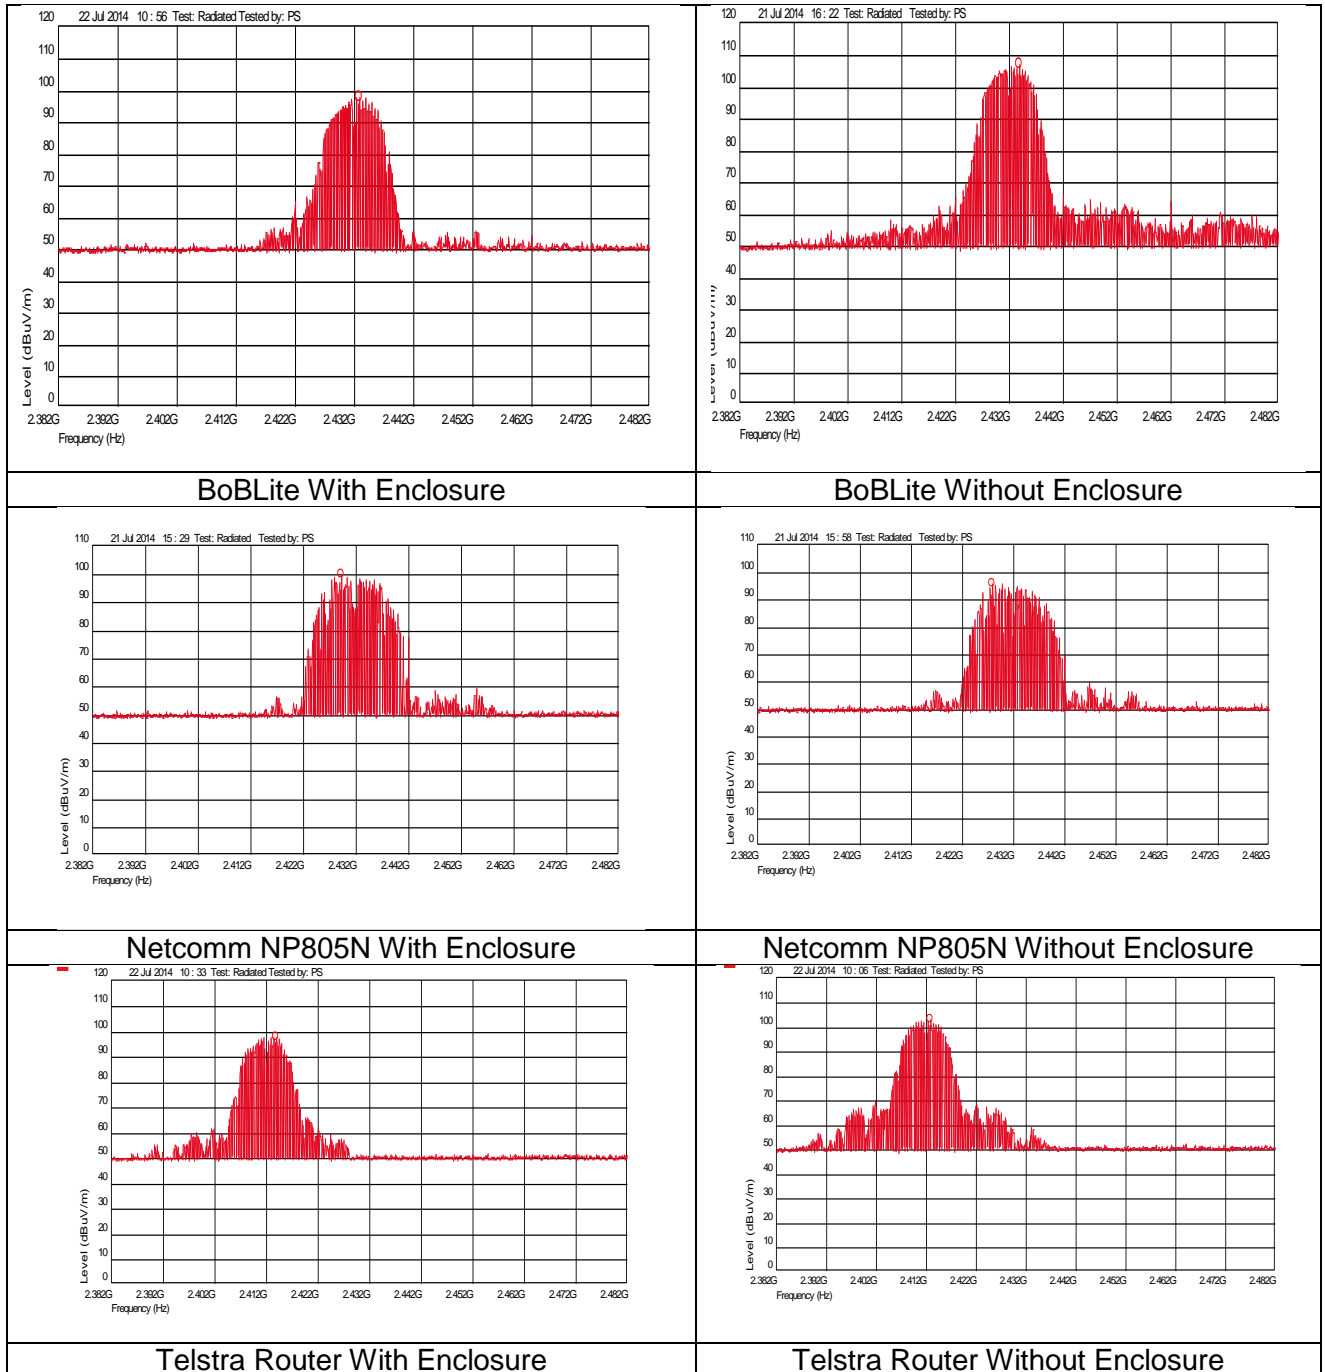 120 22 Jul 2014 10 : 56 Test: Radiated Tested by: PS
110
100
90
80
70
60
50
40
30
20
10
0
Level (dBuV/m)
2.382G 2.392G 2.402G 2.412G 2.422G 2.432G 2.442G 2.452G 2.462G 2.472G 2.482G
Frequency (Hz)
120 21 Jul 2014 16 : 22 Test: Radiated Tested by: PS
110
100
90
80
70
60
50
40
30
20
10
0
Level (dBuV/m)
2.382G 2.392G 2.402G 2.412G 2.422G 2.432G 2.442G 2.452G 2.462G 2.472G 2.482G
Frequency (Hz)
BoBLite With Enclosure
BoBLite Without Enclosure
110 21 Jul 2014 15 : 29 Test: Radiated Tested by: PS
100
90
80
70
60
50
40
30
20
10
0
Level (dBuV/m)
2.382G 2.392G 2.402G 2.412G 2.422G 2.432G 2.442G 2.452G 2.462G 2.472G 2.482G
Frequency (Hz)
110 21 Jul 2014 15 : 58 Test: Radiated Tested by: PS
100
90
80
70
60
50
40
30
20
10
0
Level (dBuV/m)
2.382G 2.392G 2.402G 2.412G 2.422G 2.432G 2.442G 2.452G 2.462G 2.472G 2.482G
Frequency (Hz)
Netcomm NP805N With Enclosure
Netcomm NP805N Without Enclosure
120 22 Jul 2014 10 : 33 Test: Radiated Tested by: PS
110
100
90
80
70
60
50
40
30
20
10
0
Level (dBuV/m)
2.382G 2.392G 2.402G 2.412G 2.422G 2.432G 2.442G 2.452G 2.462G 2.472G 2.482G
Frequency (Hz)
120 22 Jul 2014 10 : 06 Test: Radiated Tested by: PS
110
100
90
80
70
60
50
40
30
20
10
0
Level (dBuV/m)
2.382G 2.392G 2.402G 2.412G 2.422G 2.432G 2.442G 2.452G 2.462G 2.472G 2.482G
Frequency (Hz)
Telstra Router With Enclosure
Telstra Router Without Enclosure